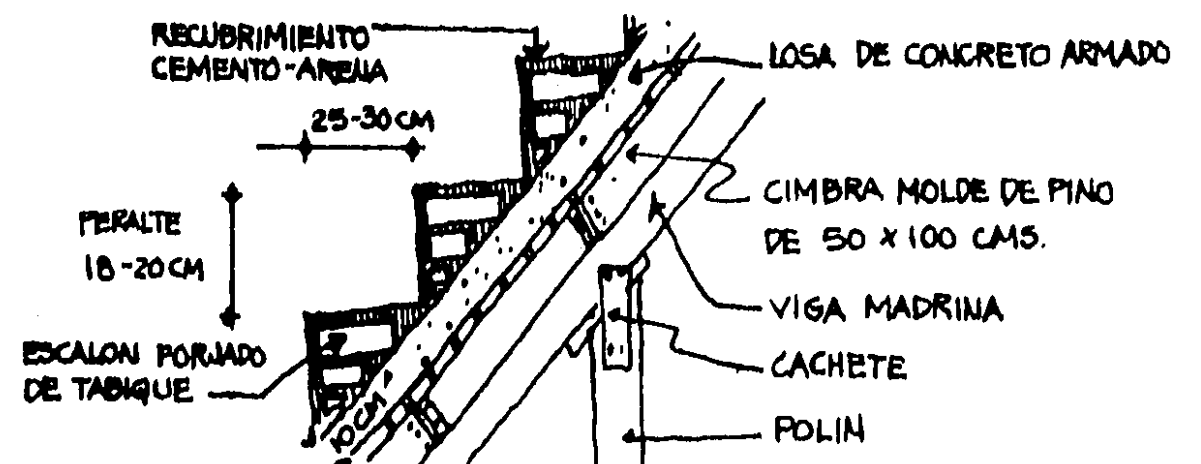 RECUBRIMIENTO
CEMENTO-ARENA
25-30 CM
PERALTE
18-20 CM
ESCALON FORJADO
DE TABIQUE
10 CM
LOSA DE CONCRETO ARMADO
CIMBRA MOLDE DE PINO
DE 50 X 100 CMS.
VIGA MADRINA
CACHETE
POLIN